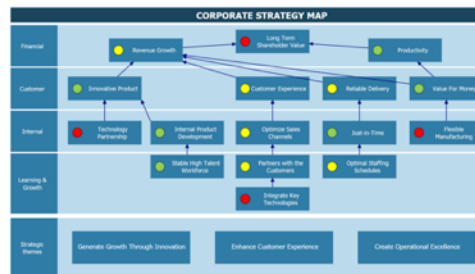 CORPORATE STRATEGY MAP
Financial
Revenue Growth
Long Term
Shareholder Value
Productivity
Customer
Innovative Product
Customer Experience
Reliable Delivery
Value For Money
Internal
Technology
Partnership
Internal Product
Development
Optimize Sales
Channels
Just-in-Time
Flexible
Manufacturing
Learning &
Growth
Stable High Talent
Workforce
Partners with the
Customers
Optimal Staffing
Schedules
Integrate Key
Technologies
Strategic
themes
Generate Growth Through Innovation
Enhance Customer Experience
Create Operational Excellence